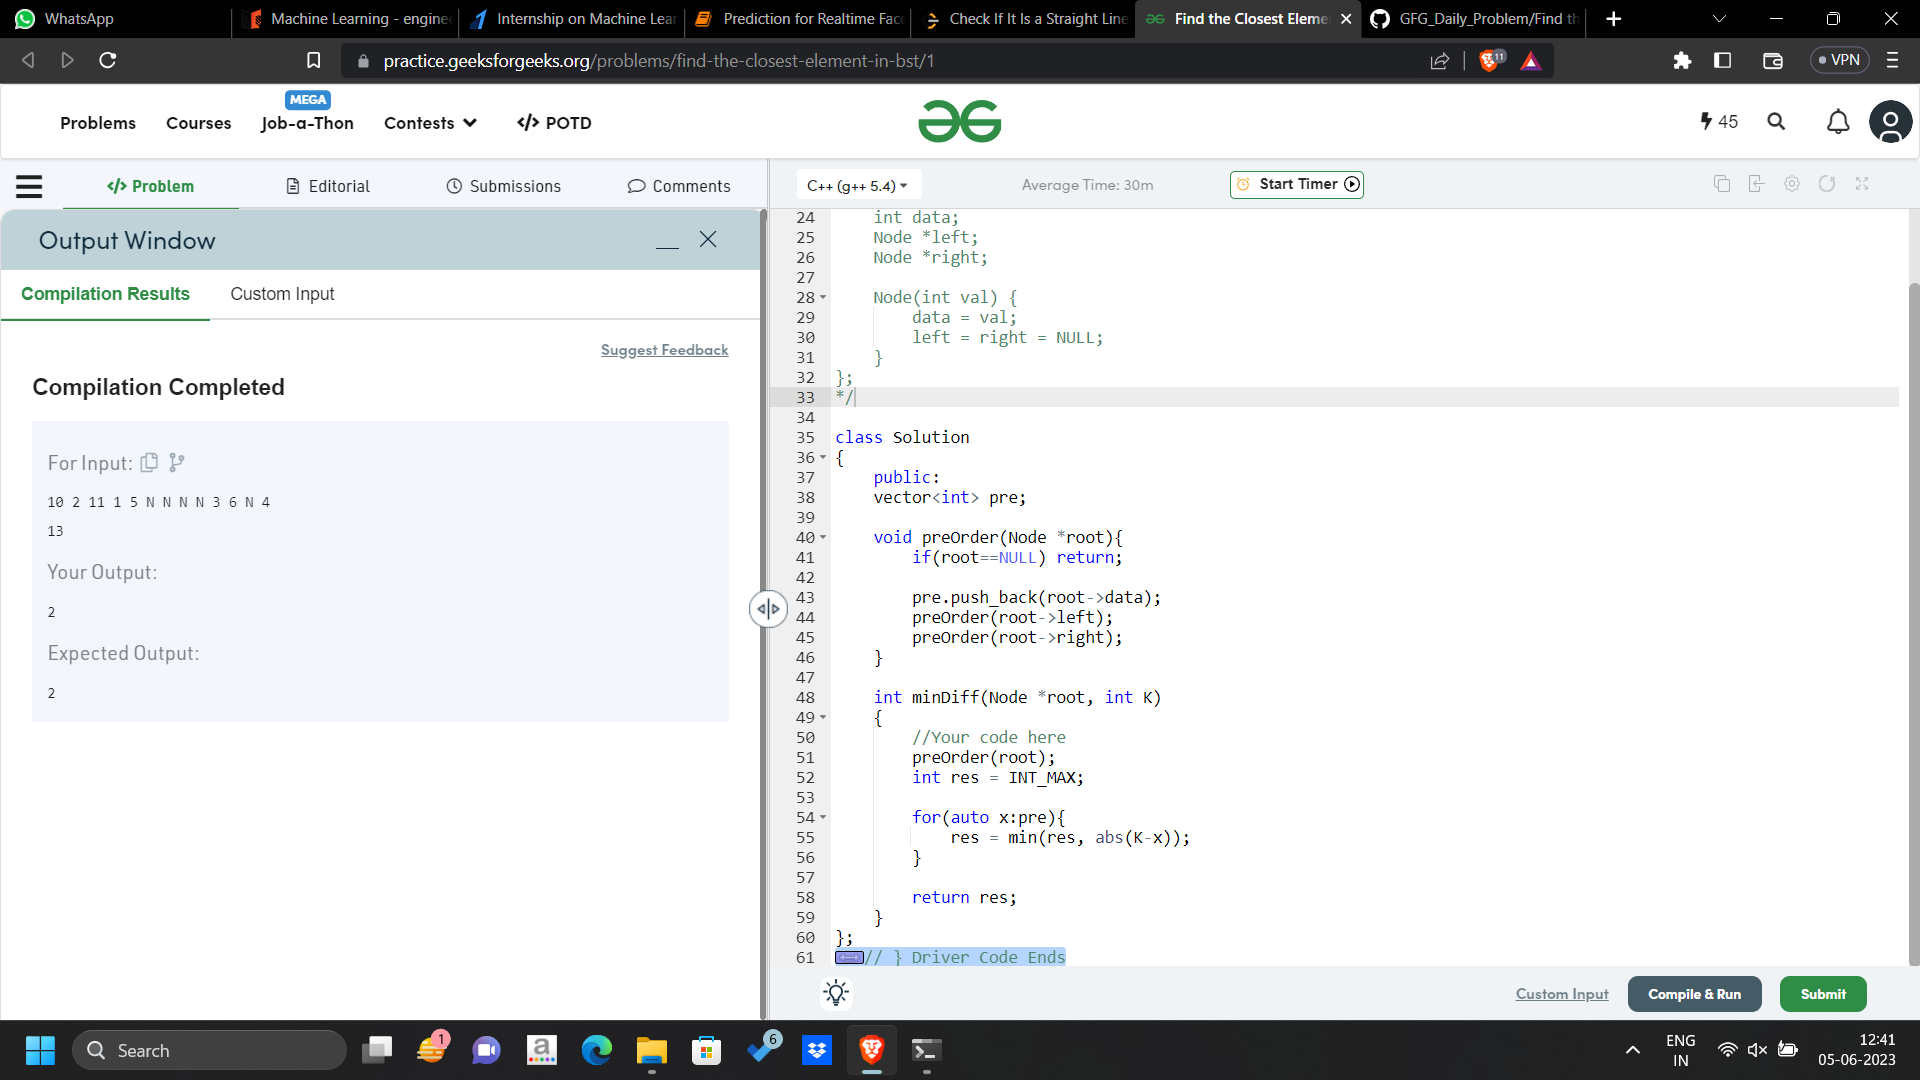 WhatsApp
Machine Learning - engine
Internship on Machine Lear
Prediction for Realtime Fac
Check If It Is a Straight Line
Find the Closest Eleme
GFG_Daily_Problem/Find th
practice.geeksforgeeks.org/problems/find-the-closest-element-in-bst/1
11
VPN
Problems
Courses
MEGA
Job-a-Thon
Contests
</> POTD
45
</> Problem
Editorial
Submissions
Comments
Output Window
Compilation Results
Custom Input
Suggest Feedback
Compilation Completed
For Input:
10 2 11 1 5 N N N N 3 6 N 4
13
Your Output:
2
Expected Output:
2
C++ (g++ 5.4)
Average Time: 30m
Start Timer
24 int data;
25 Node *left;
26 Node *right;
27
28 Node(int val) {
29 data = val;
30 left = right = NULL;
31 }
32 };
33 */
34
35 class Solution
36 {
37 public:
38 vector<int> pre;
39
40 void preOrder(Node *root){
41 if(root==NULL) return;
42
43 pre.push_back(root->data);
44 preOrder(root->left);
45 preOrder(root->right);
46 }
47
48 int minDiff(Node *root, int K)
49 {
50 //Your code here
51 preOrder(root);
52 int res = INT_MAX;
53
54 for(auto x:pre){
55 res = min(res, abs(K-x));
56 }
57
58 return res;
59 }
60 };
61 // } Driver Code Ends
Custom Input
Compile & Run
Submit
Search
1
a
6
ENG
IN
12:41
05-06-2023